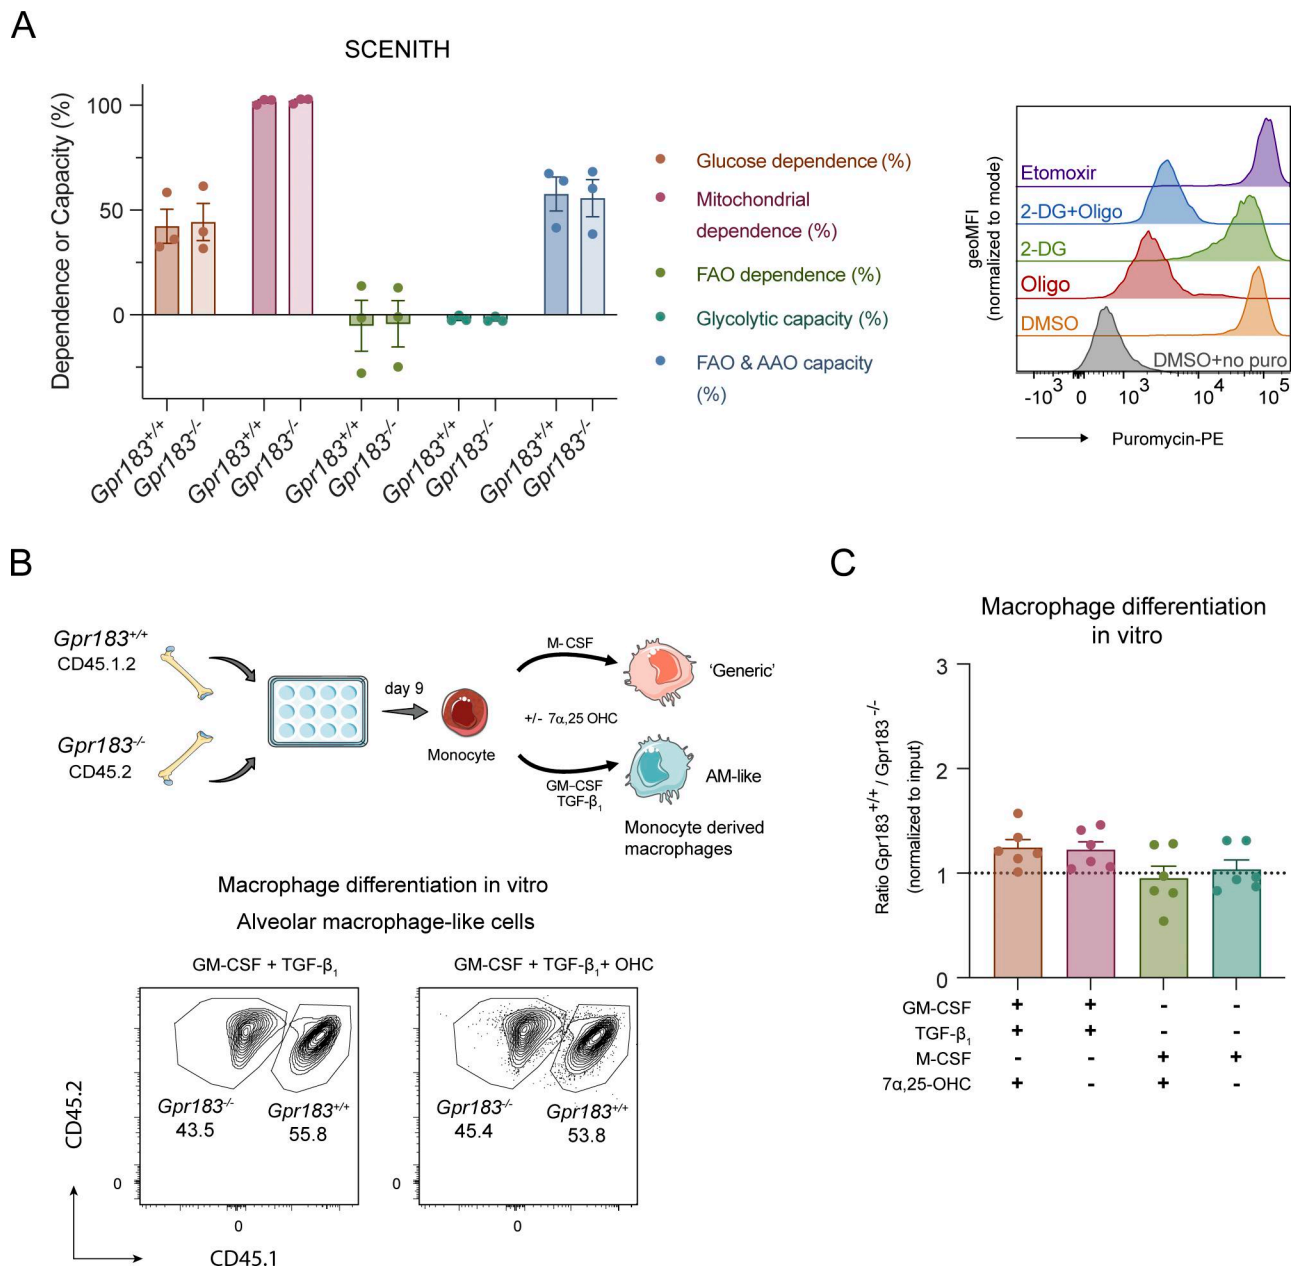 A
SCENITH
Dependence or Capacity (%)
100
50
0
Gpr183+/+
Gpr183-/-
Gpr183+/+
Gpr183-/-
Gpr183+/+
Gpr183-/-
Gpr183+/+
Gpr183-/-
Gpr183+/+
Gpr183-/-
Glucose dependence (%)
Mitochondrial
dependence (%)
FAO dependence (%)
Glycolytic capacity (%)
FAO & AAO capacity
(%)
geoMFI
(normalized to mode)
Etomoxir
2-DG+Oligo
2-DG
Oligo
DMSO
DMSO+no puro
-10³ 0 10³ 10⁴ 10⁵
Puromycin-PE
B
Gpr183+/+
CD45.1.2
Gpr183-/-
CD45.2
day 9
Monocyte
M-CSF
+/- 7α,25 OHC
GM-CSF
TGF-β₁
'Generic'
AM-like
Monocyte derived
macrophages
Macrophage differentiation in vitro
Alveolar macrophage-like cells
GM-CSF + TGF-β₁
GM-CSF + TGF-β₁+ OHC
CD45.2
Gpr183-/-
43.5
Gpr183+/+
55.8
0
0
Gpr183-/-
45.4
Gpr183+/+
53.8
0
0
CD45.1
C
Macrophage differentiation
in vitro
Ratio Gpr183+/+ / Gpr183 -/-
(normalized to input)
3
2
1
0
GM-CSF + + - -
TGF-β₁ + + - -
M-CSF - - + +
7α,25-OHC + - + -